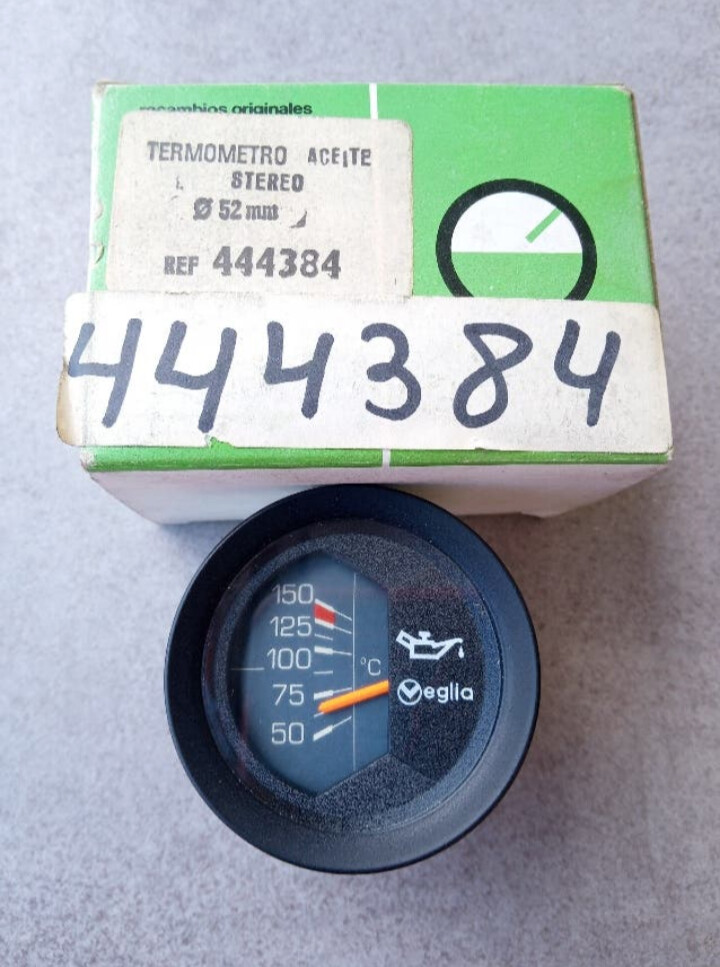 recambios originales
TERMOMETRO ACEITE
STEREO
Ø 52 mm
REF 444384
444384
150
125
100
°C
75
50
Veglia